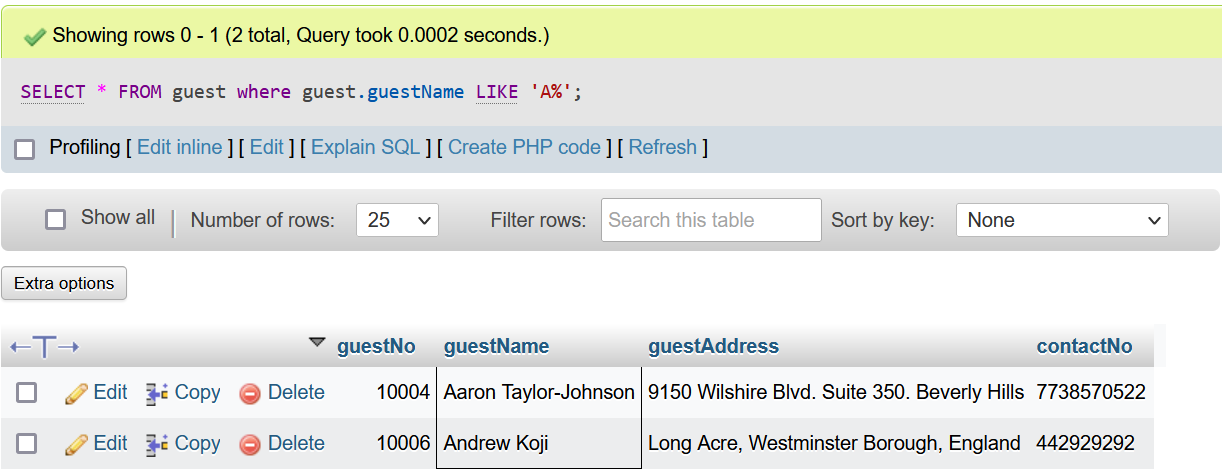 Showing rows 0 - 1 (2 total, Query took 0.0002 seconds.)
SELECT * FROM guest where guest.guestName LIKE 'A%';
Profiling [ Edit inline ] [ Edit ] [ Explain SQL ] [ Create PHP code ] [ Refresh ]
Show all | Number of rows: 25 Filter rows: Search this table Sort by key: None
Extra options
←T→ guestNo guestName guestAddress contactNo
Edit Copy Delete 10004 Aaron Taylor-Johnson 9150 Wilshire Blvd. Suite 350. Beverly Hills 7738570522
Edit Copy Delete 10006 Andrew Koji Long Acre, Westminster Borough, England 442929292